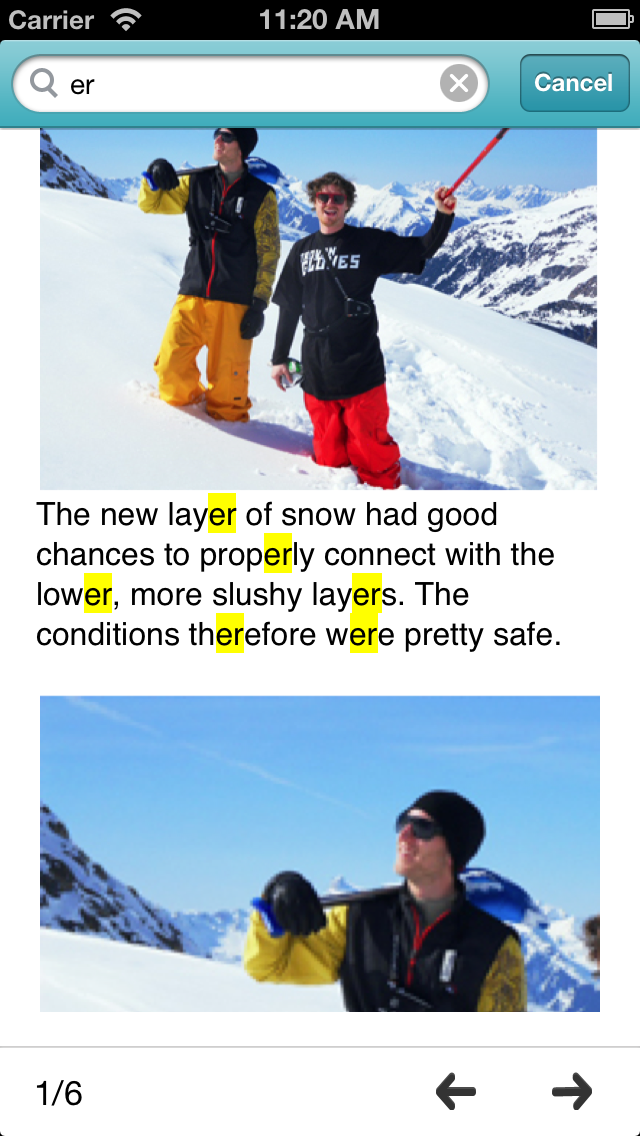 Carrier 11:20 AM
er Cancel
GLOVES
The new layer of snow had good
chances to properly connect with the
lower, more slushy layers. The
conditions therefore were pretty safe.
1/6